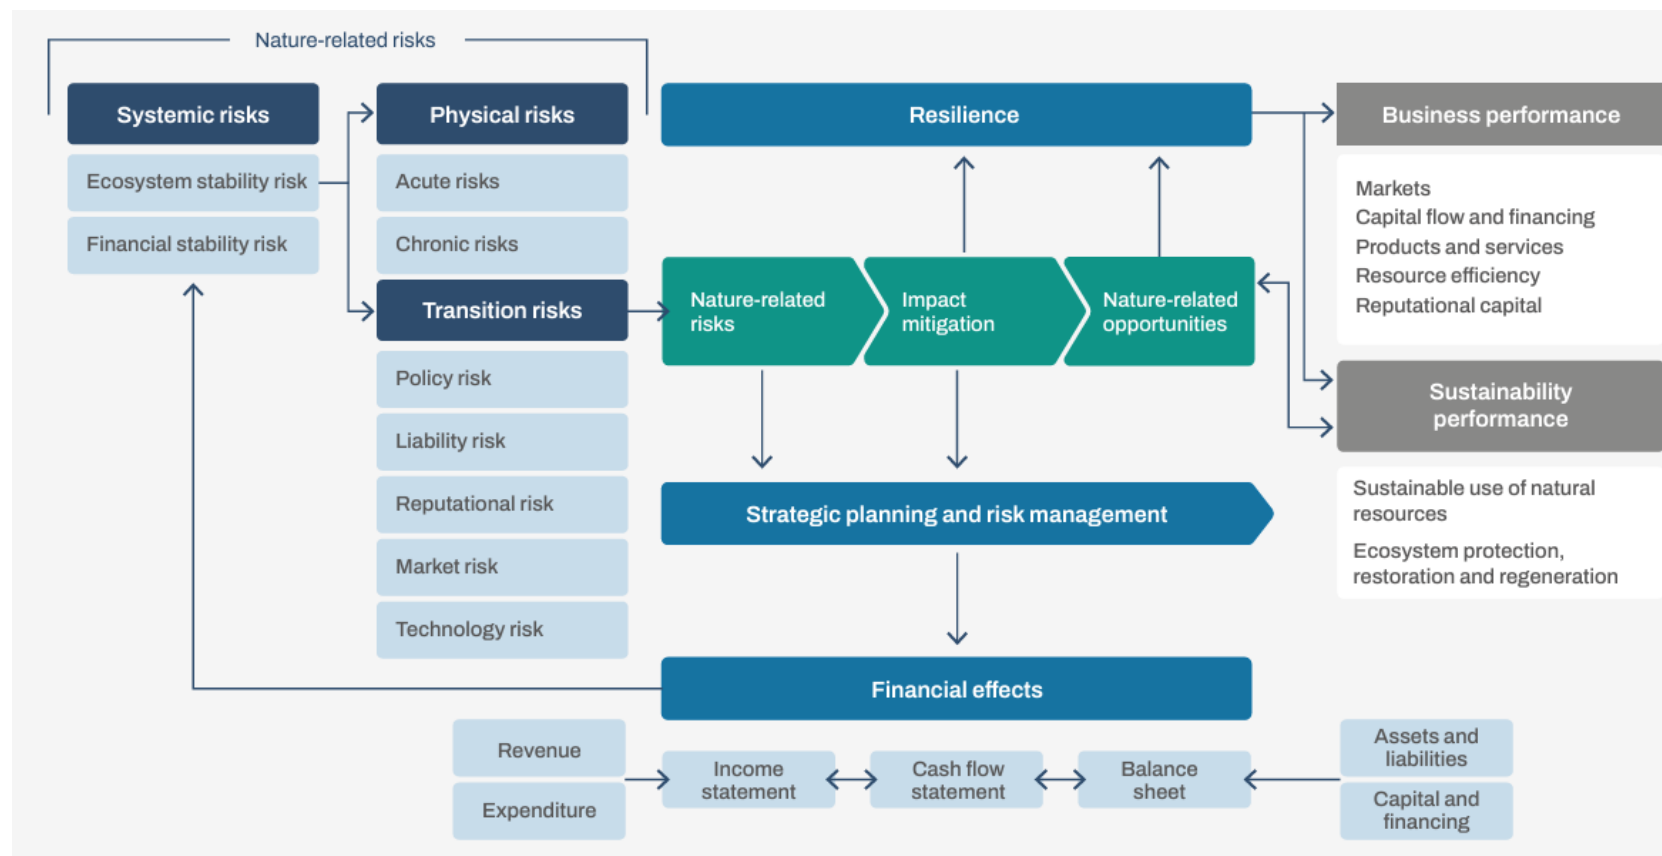 Nature-related risks
Systemic risks
Ecosystem stability risk
Financial stability risk
Physical risks
Acute risks
Chronic risks
Transition risks
Policy risk
Liability risk
Reputational risk
Market risk
Technology risk
Resilience
Nature-related
risks
Impact
mitigation
Nature-related
opportunities
Strategic planning and risk management
Financial effects
Business performance
Markets
Capital flow and financing
Products and services
Resource efficiency
Reputational capital
Sustainability
performance
Sustainable use of natural
resources
Ecosystem protection,
restoration and regeneration
Revenue
Expenditure
Income
statement
Cash flow
statement
Balance
sheet
Assets and
liabilities
Capital and
financing